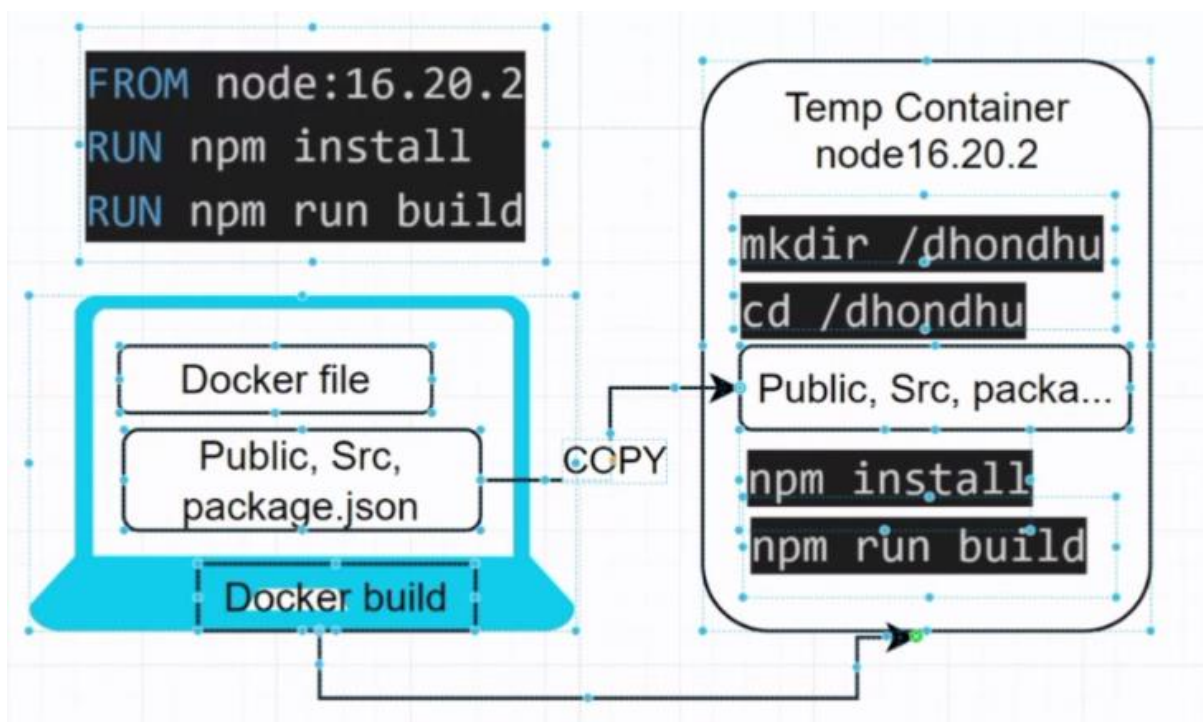 FROM node:16.20.2
RUN npm install
RUN npm run build
Docker file
Public, Src,
package.json
Docker build
COPY
Temp Container
node16.20.2
mkdir /dhondhu
cd /dhondhu
Public, Src, packa...
npm install
npm run build